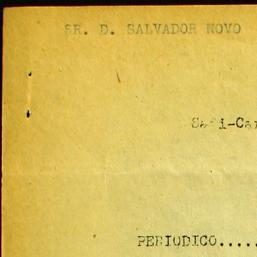 SR. D. SALVADOR NOVO
PERIODICO.....